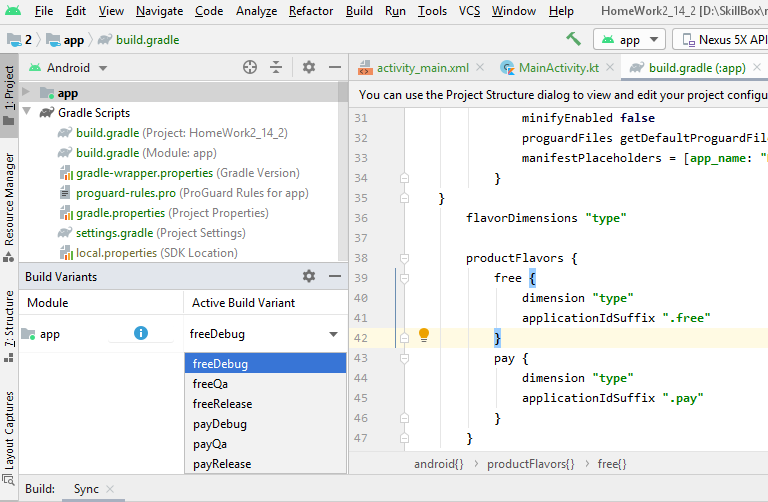 File Edit View Navigate Code Analyze Refactor Build Run Tools VCS Window Help HomeWork2_14_2 [D:\SkillBox\
2 app build.gradle app Nexus 5X API
1: Project
Resource Manager
7: Structure
Layout Captures
Android
app
Gradle Scripts
build.gradle (Project: HomeWork2_14_2)
build.gradle (Module: app)
gradle-wrapper.properties (Gradle Version)
proguard-rules.pro (ProGuard Rules for app)
gradle.properties (Project Properties)
settings.gradle (Project Settings)
local.properties (SDK Location)
Build Variants
Module Active Build Variant
app freeDebug
freeDebug
freeQa
freeRelease
payDebug
payQa
payRelease
activity_main.xml MainActivity.kt build.gradle (:app)
You can use the Project Structure dialog to view and edit your project configu
31 minifyEnabled false
32 proguardFiles getDefaultProguardFil
33 manifestPlaceholders = [app_name: "
34 }
35 }
36 flavorDimensions "type"
37
38 productFlavors {
39 free {
40 dimension "type"
41 applicationIdSuffix ".free"
42 }
43 pay {
44 dimension "type"
45 applicationIdSuffix ".pay"
46 }
47 }
android{} productFlavors{} free{}
Build: Sync